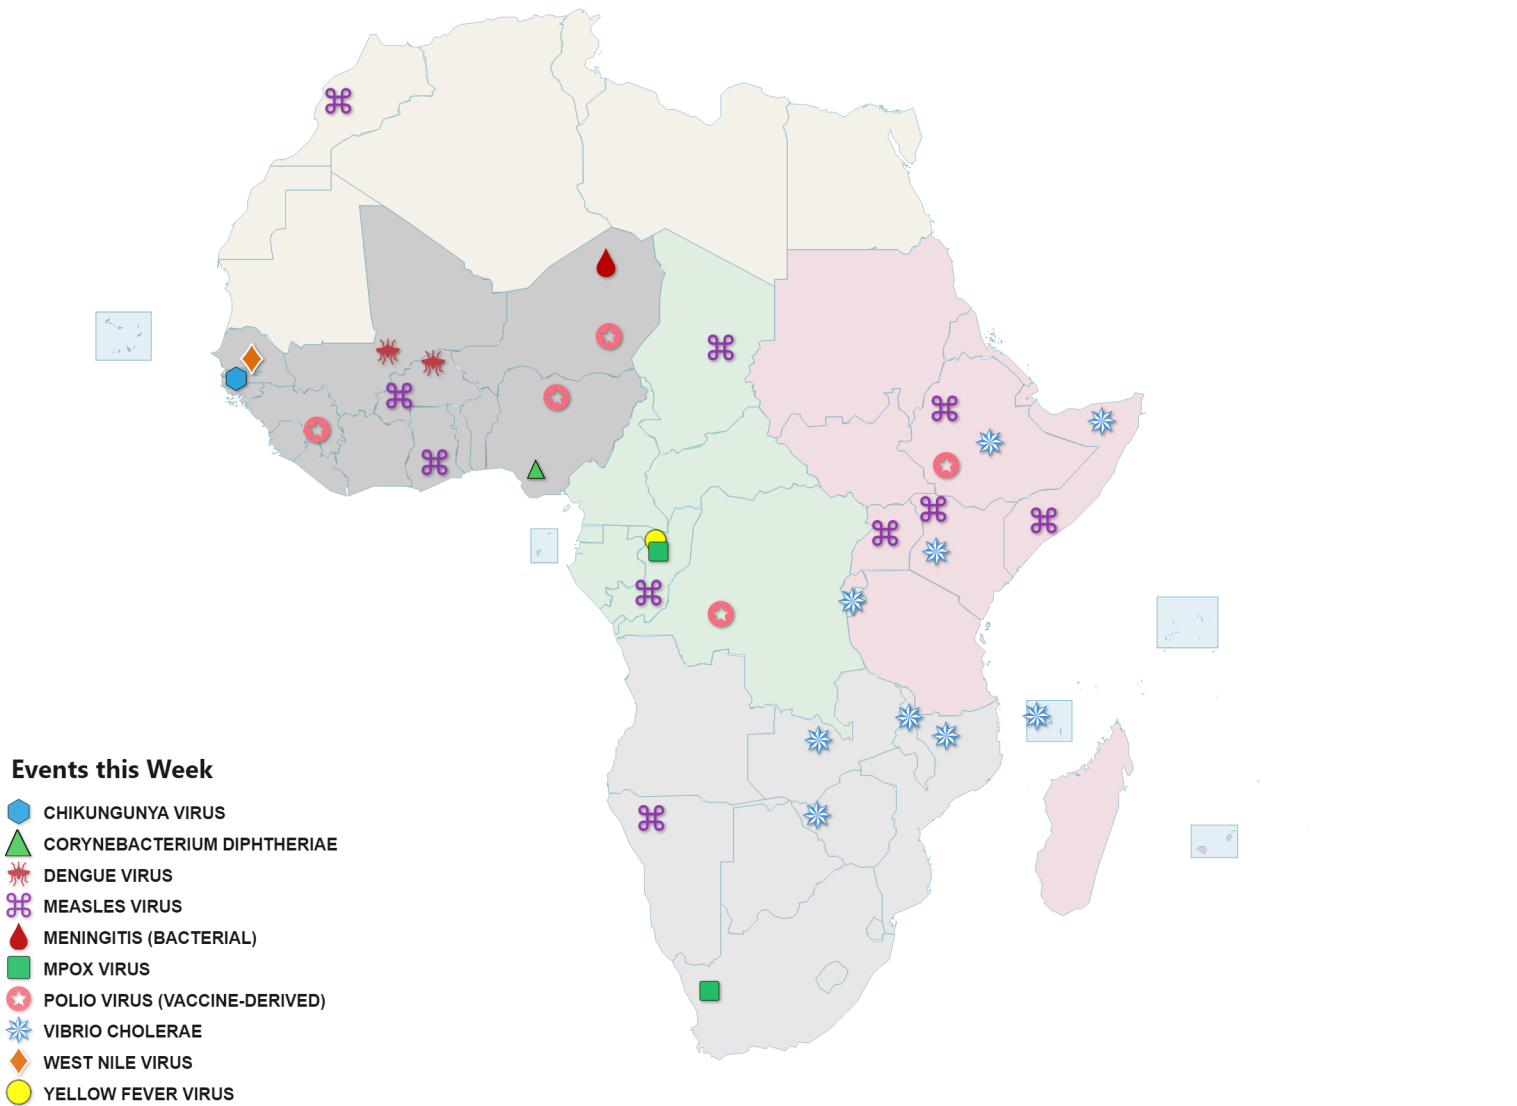 Events this Week
CHIKUNGUNYA VIRUS
CORYNEBACTERIUM DIPHTHERIAE
DENGUE VIRUS
MEASLES VIRUS
MENINGITIS (BACTERIAL)
MPOX VIRUS
POLIO VIRUS (VACCINE-DERIVED)
VIBRIO CHOLERAE
WEST NILE VIRUS
YELLOW FEVER VIRUS